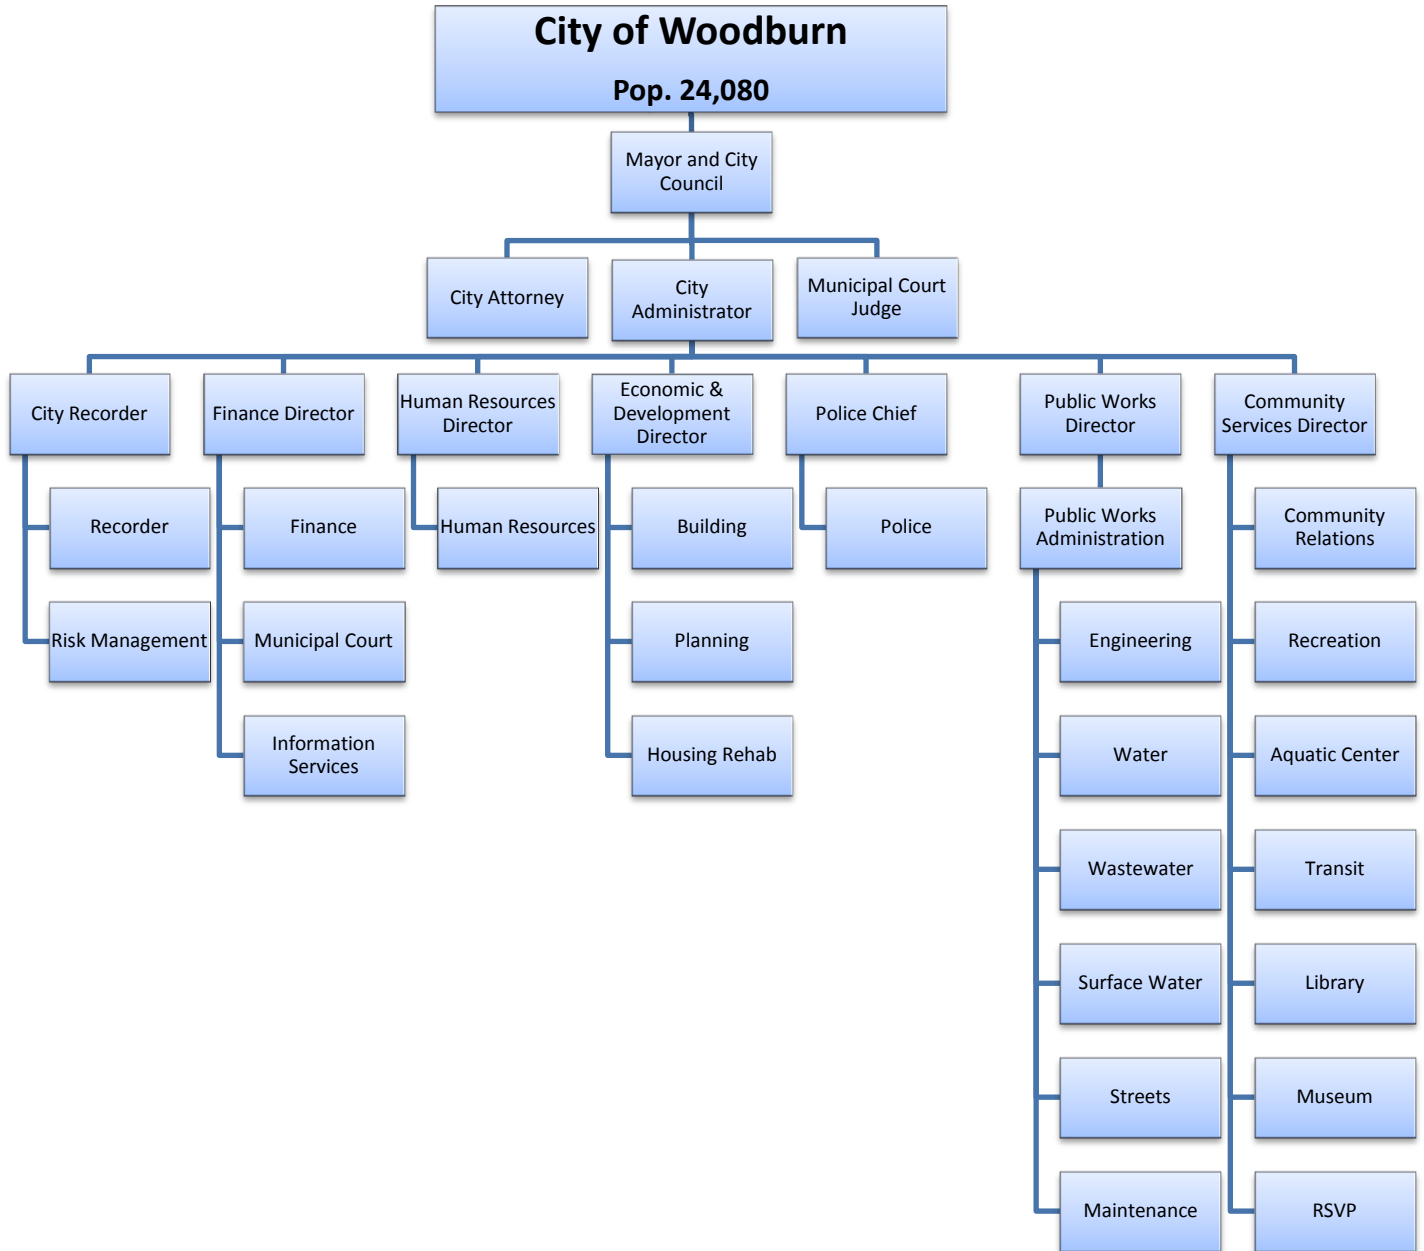 City of Woodburn
Pop. 24,080
Mayor and City
Council
City Attorney
City
Administrator
Municipal Court
Judge
City Recorder
Finance Director
Human Resources
Director
Economic &
Development
Director
Police Chief
Public Works
Director
Community
Services Director
Recorder
Finance
Human Resources
Building
Police
Public Works
Administration
Community
Relations
Risk Management
Municipal Court
Planning
Engineering
Recreation
Information
Services
Housing Rehab
Water
Aquatic Center
Wastewater
Transit
Surface Water
Library
Streets
Museum
Maintenance
RSVP